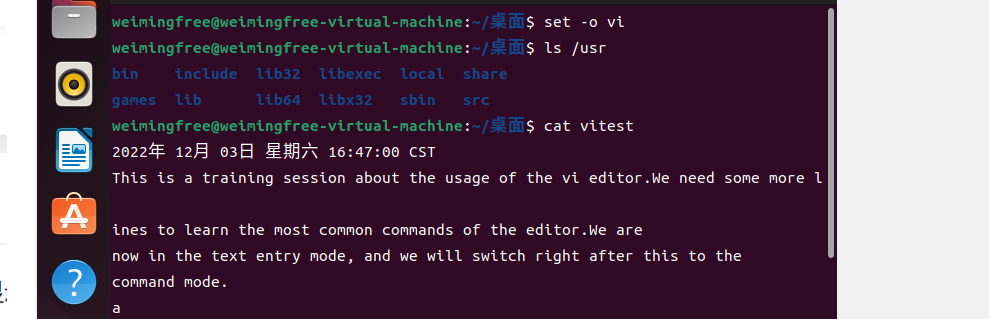 weimingfree@weimingfree-virtual-machine:~/桌面$ set -o vi
weimingfree@weimingfree-virtual-machine:~/桌面$ ls /usr
bin    include  lib32  libexec  local  share
games  lib      lib64  libx32   sbin   src
weimingfree@weimingfree-virtual-machine:~/桌面$ cat vitest
2022年 12月 03日 星期六 16:47:00 CST
This is a training session about the usage of the vi editor.We need some more l
ines to learn the most common commands of the editor.We are
now in the text entry mode, and we will switch right after this to the
command mode.
a